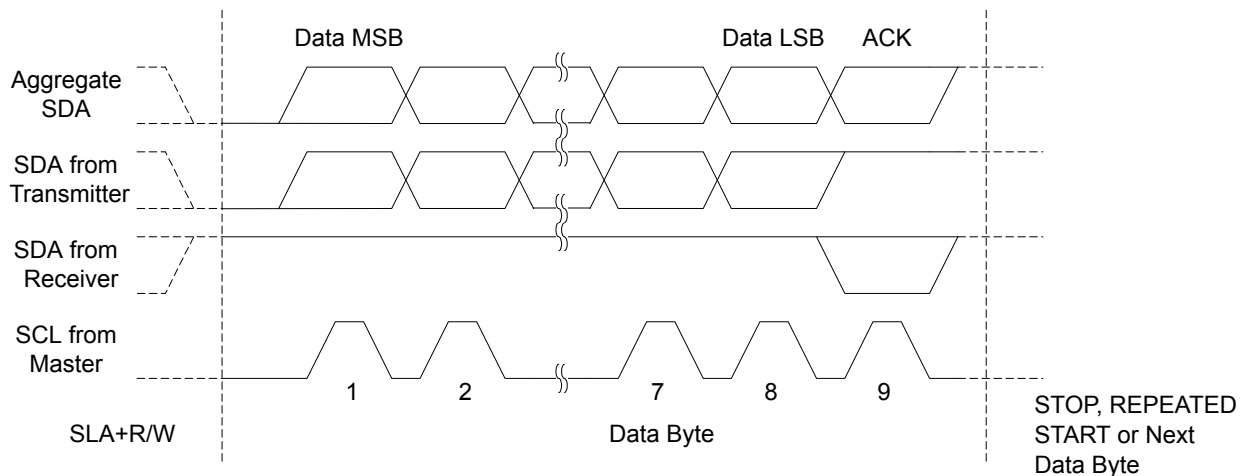 Data MSB
Data LSB
ACK
Aggregate
SDA
SDA from
Transmitter
SDA from
Receiver
SCL from
Master
1
2
7
8
9
SLA+R/W
Data Byte
STOP, REPEATED
START or Next
Data Byte